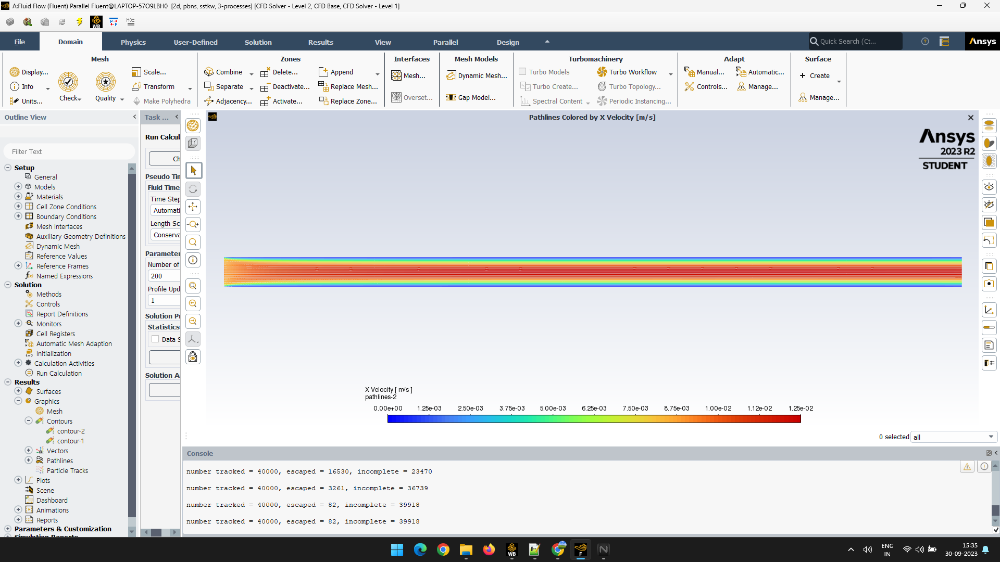 A:Fluid Flow (Fluent) Parallel Fluent@LAPTOP-57O9LBH0 [2d, pbns, sstkw, 3-processes] [CFD Solver - Level 2, CFD Base, CFD Solver - Level 1]
WB
File Domain Physics User-Defined Solution Results View Parallel Design Quick Search (Ct... Ansys
Mesh Zones Interfaces Mesh Models Turbomachinery Adapt Surface
Display... Scale... Combine Delete... Append Mesh... Dynamic Mesh... Turbo Models Turbo Workflow Manual... Automatic... Create
Info Transform Separate Deactivate... Replace Mesh... Turbo Create... Turbo Topology... Controls... Manage...
Check Quality Overset... Gap Model... Manage...
Units... Make Polyhedra Adjacency... Activate... Replace Zone... Spectral Content Periodic Instancing...
Outline View
Filter Text
Setup
General
Models
Materials
Cell Zone Conditions
Boundary Conditions
Mesh Interfaces
Auxiliary Geometry Definitions
Dynamic Mesh
Reference Values
Reference Frames
Named Expressions
Solution
Methods
Controls
Report Definitions
Monitors
Cell Registers
Automatic Mesh Adaption
Initialization
Calculation Activities
Run Calculation
Results
Surfaces
Graphics
Mesh
Contours
contour-2
contour-1
Vectors
Pathlines
Particle Tracks
Plots
Scene
Dashboard
Animations
Reports
Parameters & Customization
Simulation Reports
Task ...
Run Calcul
Ch
Pseudo Tin
Fluid Time
Time Step
Automati
Length Sc
Conserva
Parameter
Number of
200
Profile Upd
1
Solution Pr
Statistics
Data S
Solution A
Pathlines Colored by X Velocity [m/s]
Ansys
2023 R2
STUDENT
X Velocity [ m/s ]
pathlines-2
0.00e+00 1.25e-03 2.50e-03 3.75e-03 5.00e-03 6.25e-03 7.50e-03 8.75e-03 1.00e-02 1.12e-02 1.25e-02
0 selected all
Console
number tracked = 40000, escaped = 16530, incomplete = 23470
number tracked = 40000, escaped = 3261, incomplete = 36739
number tracked = 40000, escaped = 82, incomplete = 39918
number tracked = 40000, escaped = 82, incomplete = 39918
WB
F
N
ENG
IN
15:35
30-09-2023